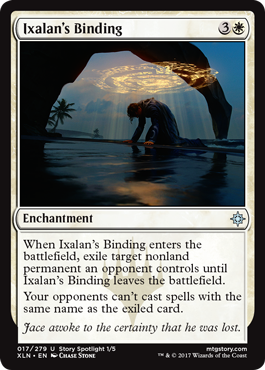 Ixalan's Binding 3
Enchantment
When Ixalan's Binding enters the
battlefield, exile target nonland
permanent an opponent controls until
Ixalan's Binding leaves the battlefield.
Your opponents can't cast spells with the
same name as the exiled card.
Jace awoke to the certainty that he was lost.
017/279 U Story Spotlight 1/5 mtgstory.com
XLN • EN Chase Stone ™ & © 2017 Wizards of the Coast